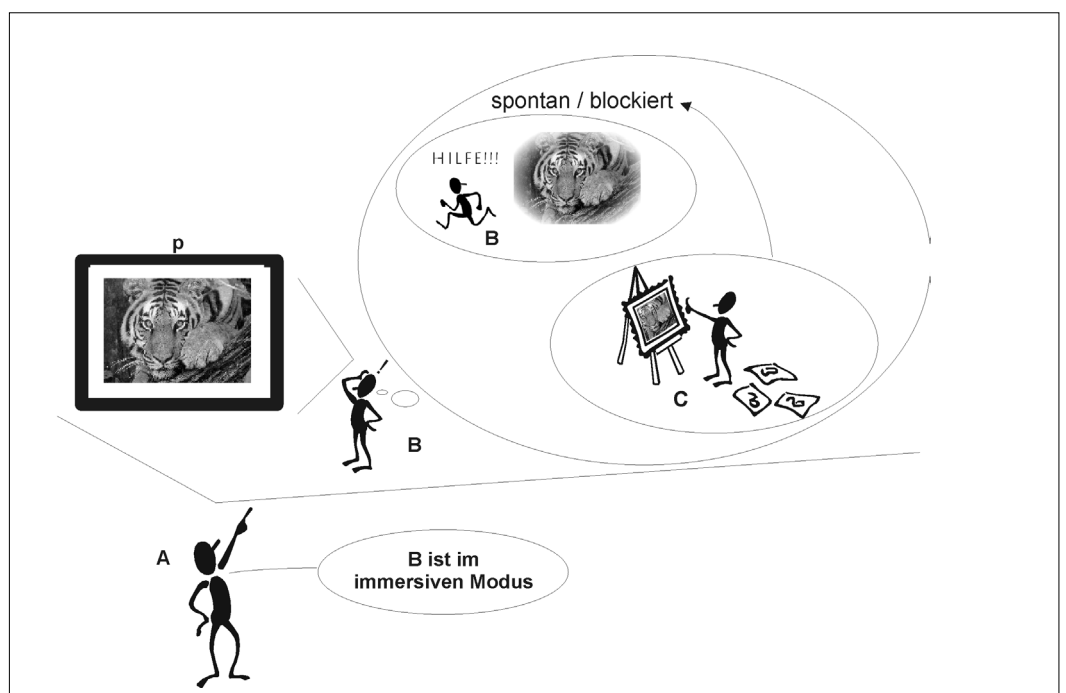 spontan / blockiert
HILFE!!!
B
p
C
B
A
B ist im
immersiven Modus